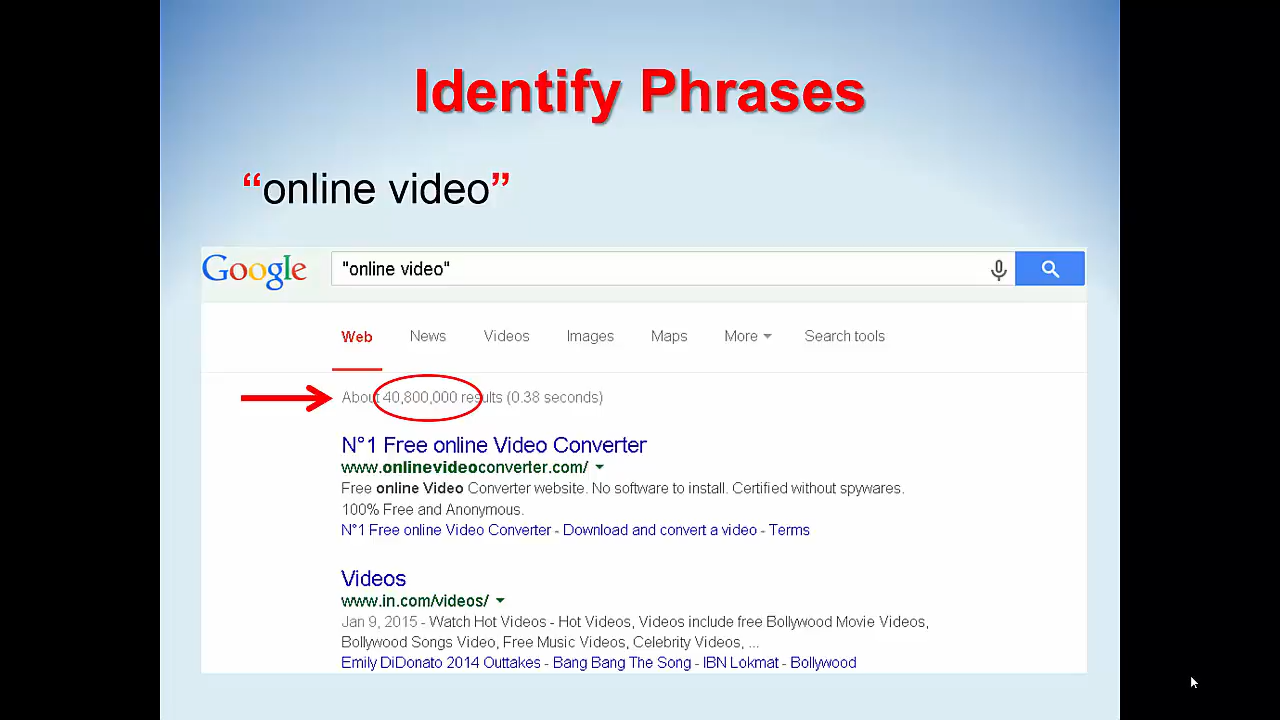 Identify Phrases
“online video”
Google "online video"
Web News Videos Images Maps More Search tools
About 40,800,000 results (0.38 seconds)
N°1 Free online Video Converter
www.onlinevideoconverter.com/
Free online Video Converter website. No software to install. Certified without spywares.
100% Free and Anonymous.
N°1 Free online Video Converter - Download and convert a video - Terms
Videos
www.in.com/videos/
Jan 9, 2015 - Watch Hot Videos - Hot Videos, Videos include free Bollywood Movie Videos,
Bollywood Songs Video, Free Music Videos, Celebrity Videos, ...
Emily DiDonato 2014 Outtakes - Bang Bang The Song - IBN Lokmat - Bollywood